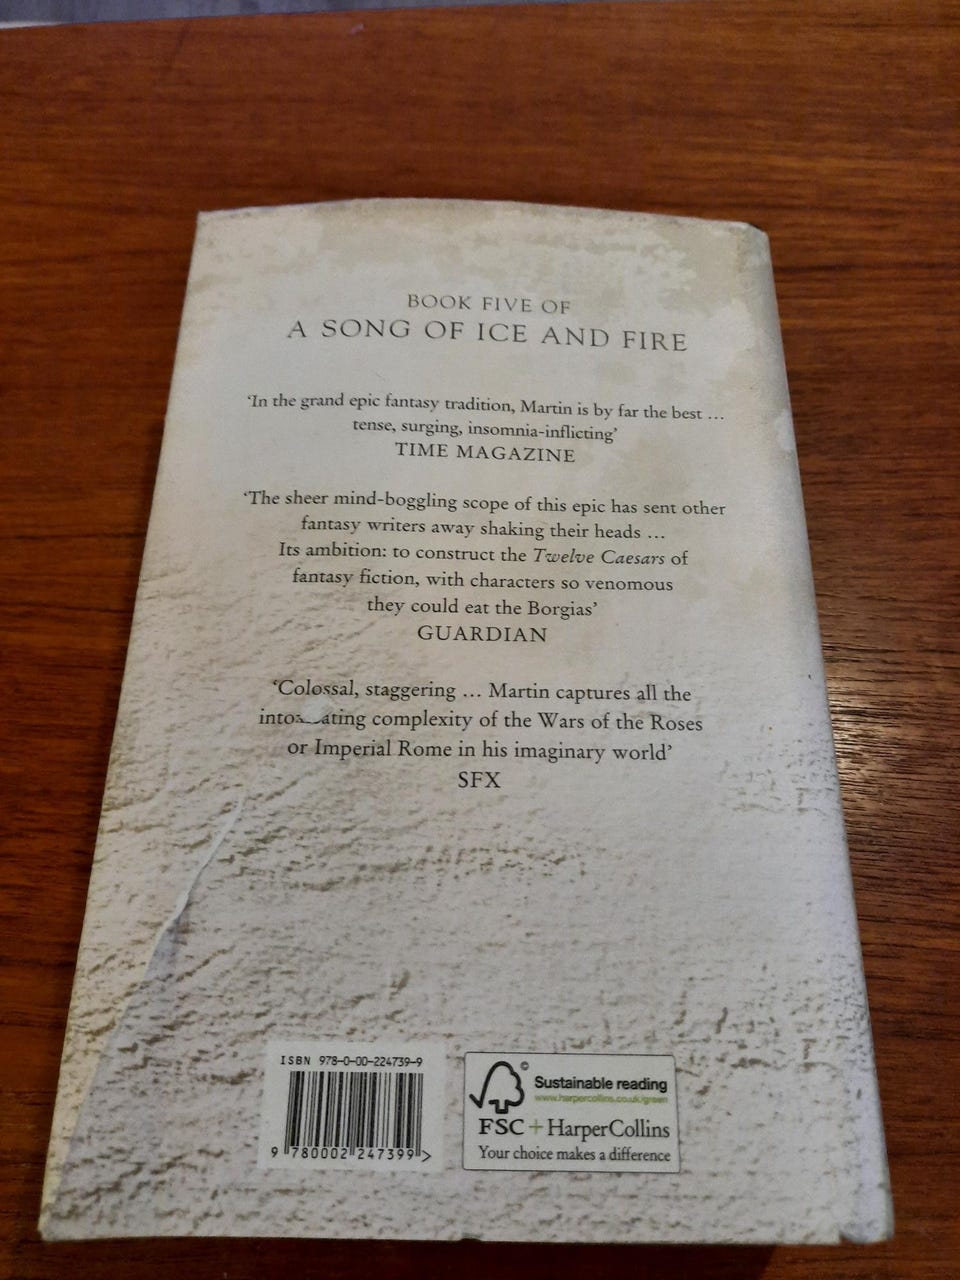 BOOK FIVE OF
A SONG OF ICE AND FIRE
‘In the grand epic fantasy tradition, Martin is by far the best …
tense, surging, insomnia-inflicting’
TIME MAGAZINE
‘The sheer mind-boggling scope of this epic has sent other
fantasy writers away shaking their heads …
Its ambition: to construct the Twelve Caesars of
fantasy fiction, with characters so venomous
they could eat the Borgias’
GUARDIAN
‘Colossal, staggering … Martin captures all the
complexity of the Wars of the Roses
or Imperial Rome in his imaginary world’
SFX
ISBN 978-0-00-224739-9
9 780002 247399 >
©
Sustainable reading
www.harpercollins.co.uk/green
FSC + HarperCollins
Your choice makes a difference